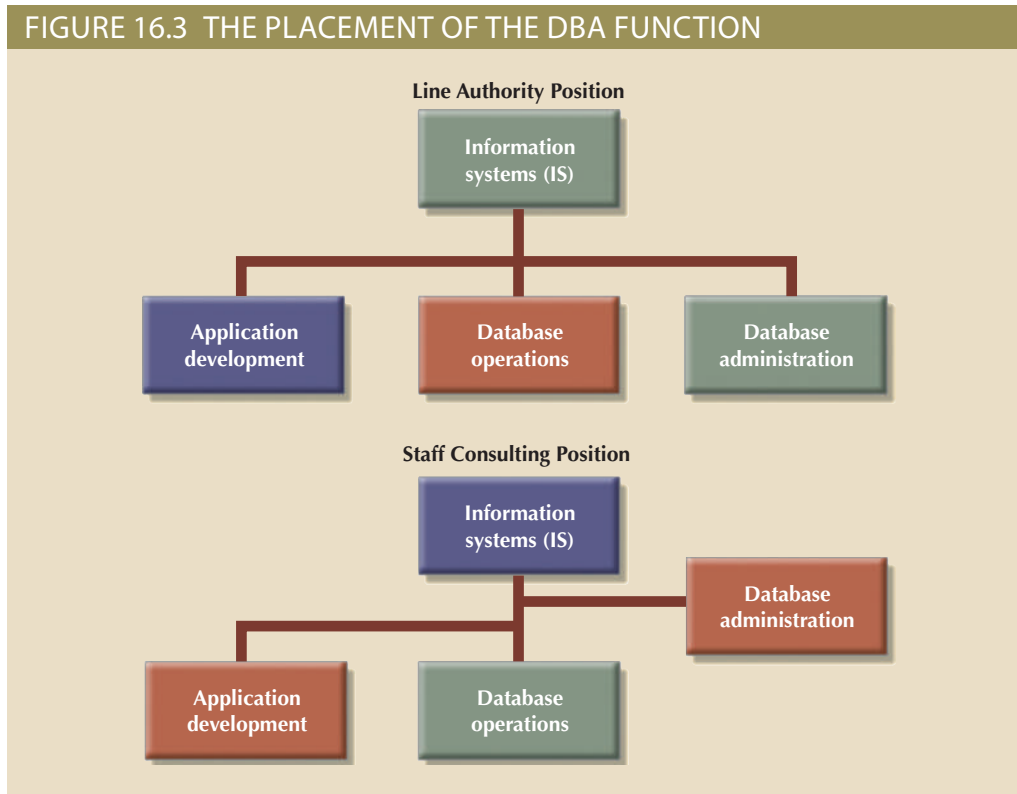 FIGURE 16.3 THE PLACEMENT OF THE DBA FUNCTION
Line Authority Position
Information
systems (IS)
Application
development
Database
operations
Database
administration
Staff Consulting Position
Information
systems (IS)
Database
administration
Application
development
Database
operations